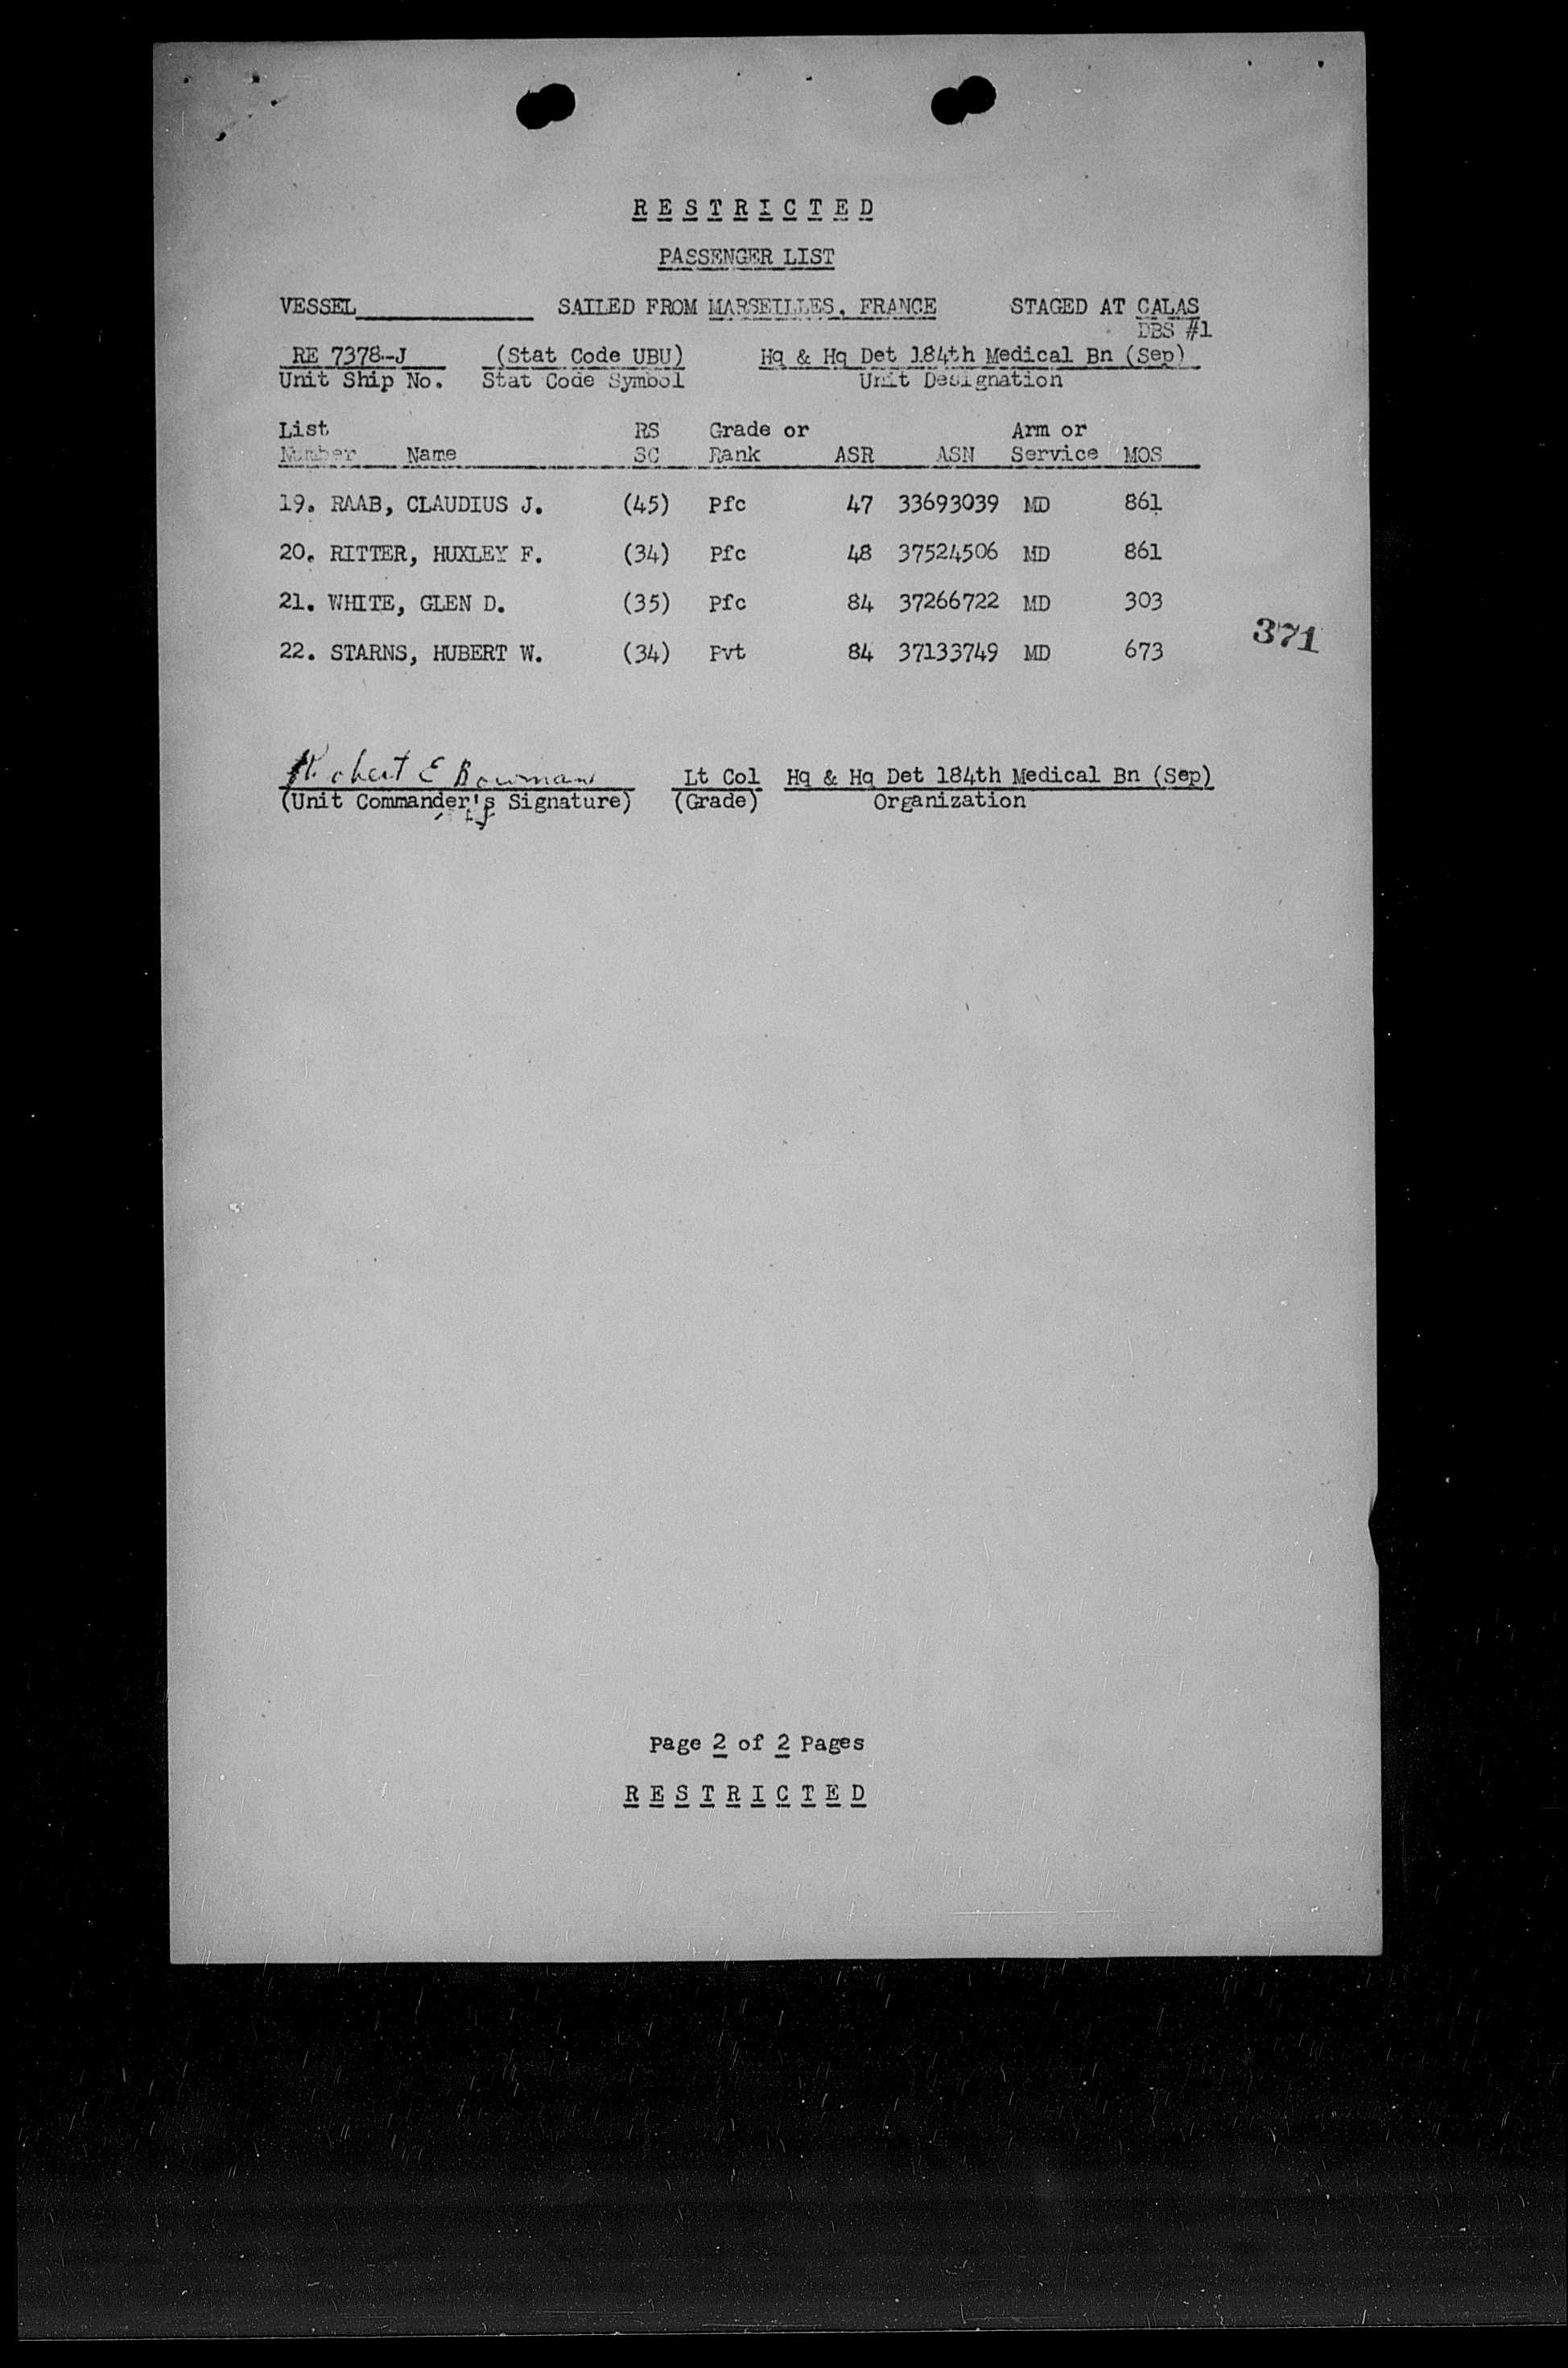 RESTRICTED
PASSENGER LIST
VESSEL____________ SAILED FROM MARSEILLES, FRANCE STAGED AT CALAS
DBS #1
RE 7378-J (Stat Code UBU) Hq & Hq Det 184th Medical Bn (Sep)
Unit Ship No. Stat Code Symbol Unit Designation
List RS Grade or Arm or
Number Name SC Rank ASR ASN Service MOS
19. RAAB, CLAUDIUS J. (45) Pfc 47 33693039 MD 861
20. RITTER, HUXLEY F. (34) Pfc 48 37524506 MD 861
21. WHITE, GLEN D. (35) Pfc 84 37266722 MD 303
371
22. STARNS, HUBERT W. (34) Pvt 84 37133749 MD 673
Robert E Bowman Lt Col Hq & Hq Det 184th Medical Bn (Sep)
(Unit Commander's Signature) (Grade) Organization
Page 2 of 2 Pages
RESTRICTED